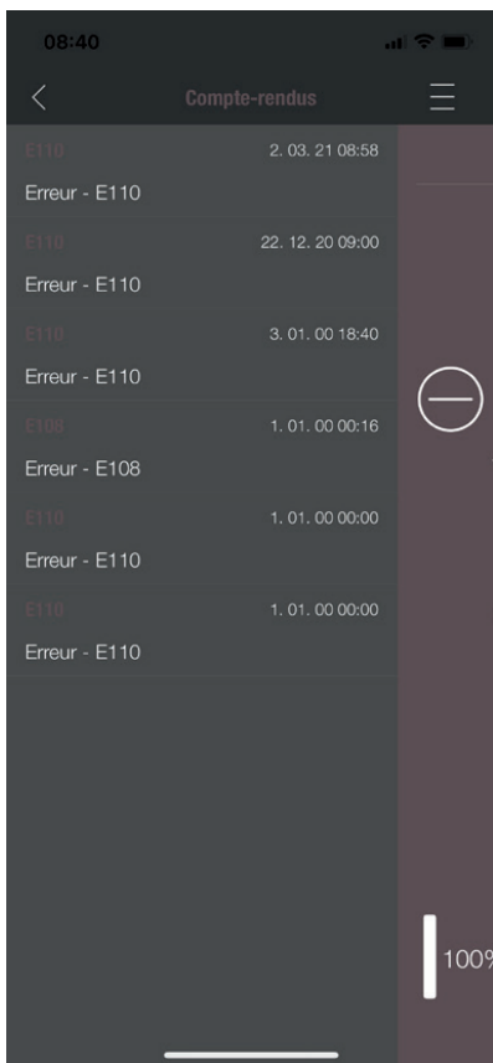 08:40
Compte-rendus
E110 2. 03. 21 08:58
Erreur - E110
E110 22. 12. 20 09:00
Erreur - E110
E110 3. 01. 00 18:40
Erreur - E110
E108 1. 01. 00 00:16
Erreur - E108
E110 1. 01. 00 00:00
Erreur - E110
E110 1. 01. 00 00:00
Erreur - E110
100%